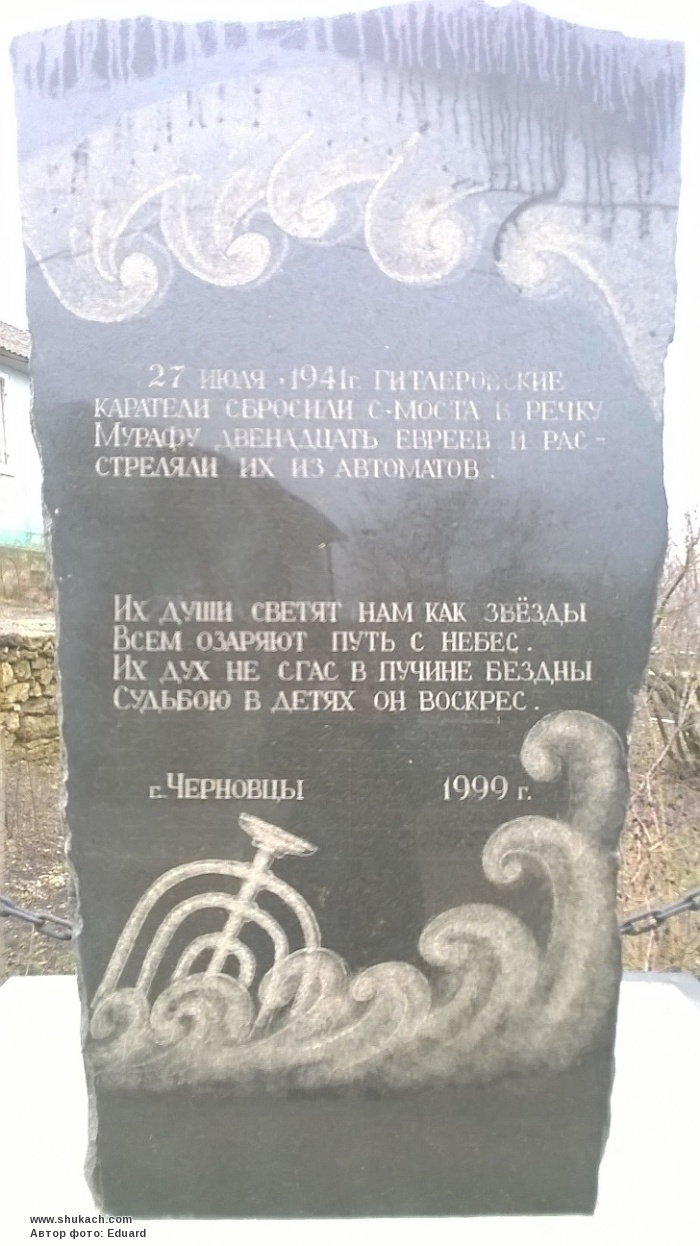 27 июля 1941г. гитлеровские
каратели сбросили с моста в речку
Мурафу двенадцать евреев и рас-
стреляли их из автоматов.
Их души светят нам как звёзды
Всем озаряют путь с небес.
Их дух не сгас в пучине бездны
Судьбою в детях он воскрес.
г.Черновцы 1999 г.
www.shukach.com
Автор фото: Eduard